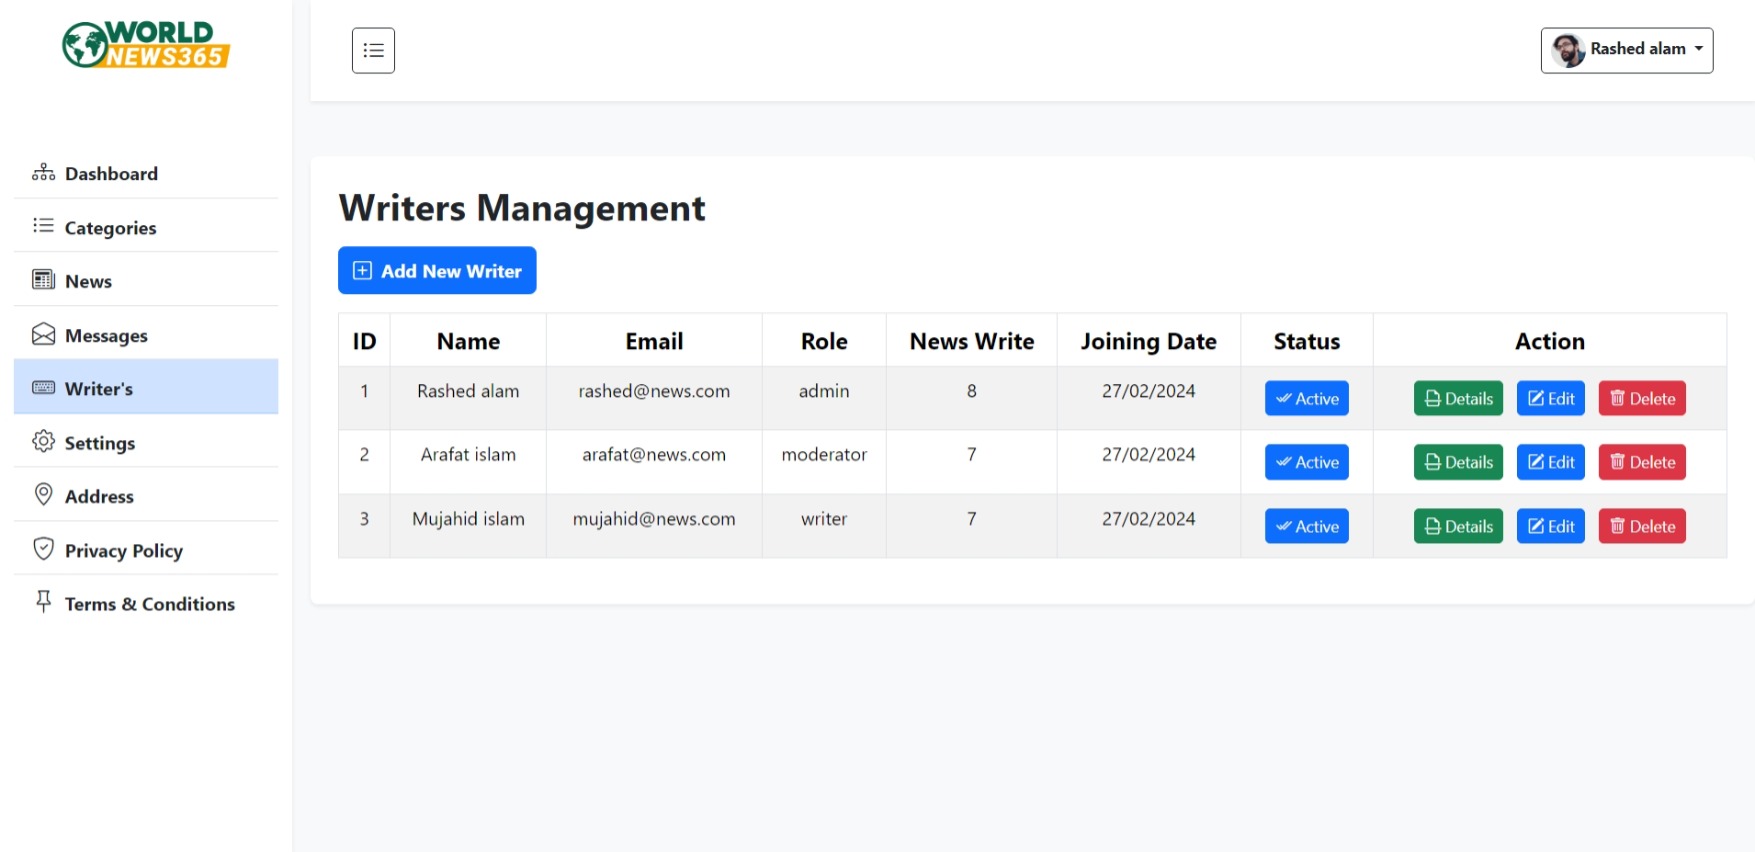 WORLD
NEWS365
Rashed alam
Dashboard
Categories
News
Messages
Writer's
Settings
Address
Privacy Policy
Terms & Conditions
Writers Management
Add New Writer
ID Name Email Role News Write Joining Date Status Action
1 Rashed alam rashed@news.com admin 8 27/02/2024 Active Details Edit Delete
2 Arafat islam arafat@news.com moderator 7 27/02/2024 Active Details Edit Delete
3 Mujahid islam mujahid@news.com writer 7 27/02/2024 Active Details Edit Delete